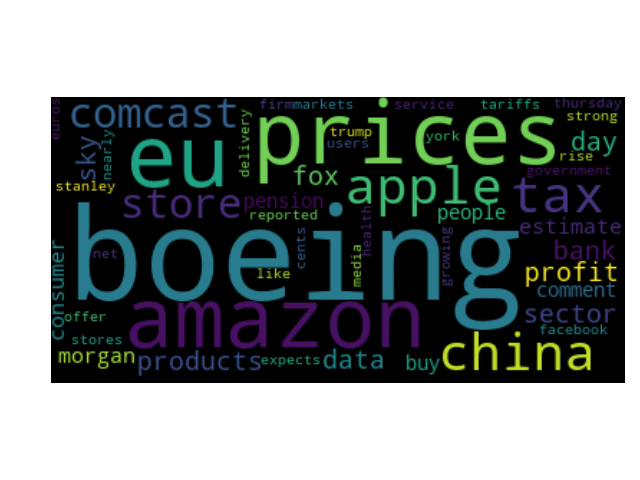 euros
comcast
firm
markets
service
tariffs
thursday
strong
sky
nearly
eu
delivery
prices
trump
users
york
day
rise
government
stanley
fox
apple
tax
store
pension
reported
people
estimate
boeing
health
cents
net
like
media
growing
bank
profit
comment
consumer
offer
amazon
sector
facebook
stores
morgan
products
expects
data
buy
china